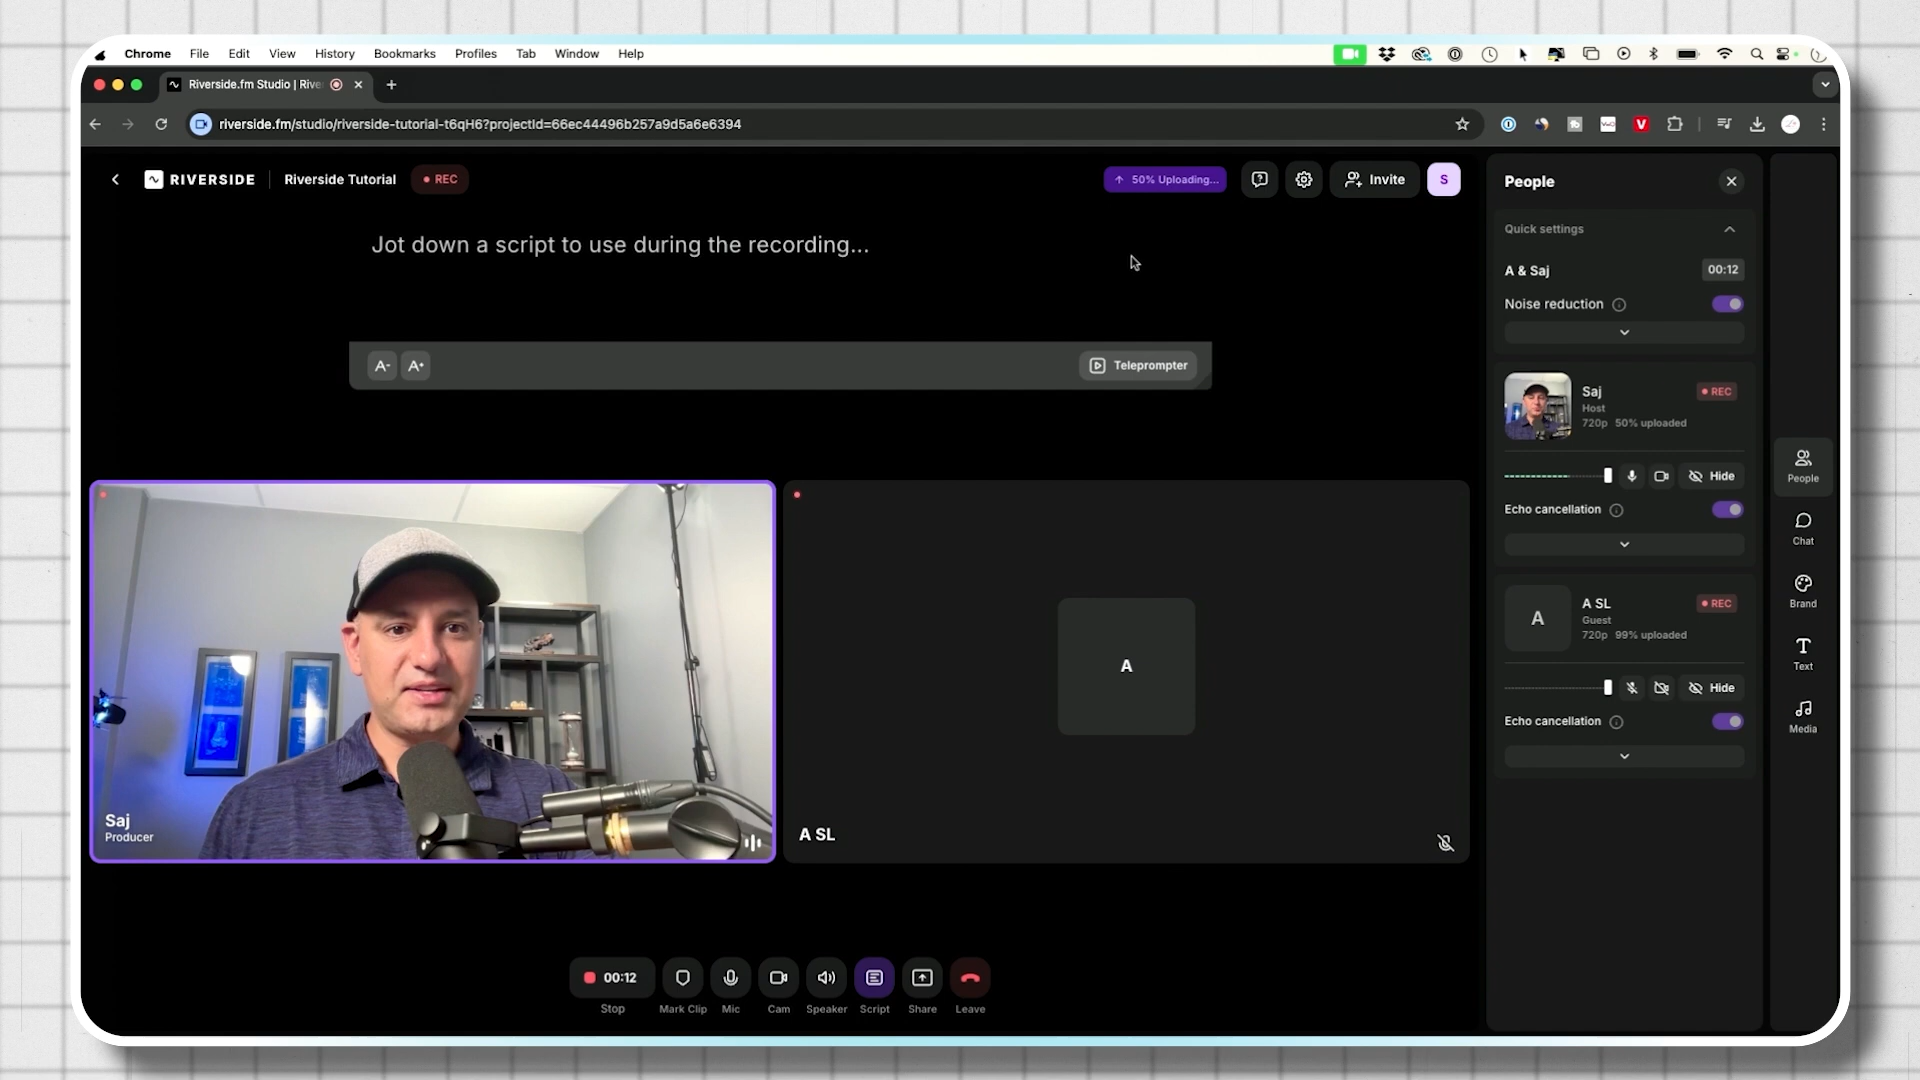 Chrome File Edit View History Bookmarks Profiles Tab Window Help
Riverside.fm Studio | Rive
riverside.fm/studio/riverside-tutorial-t6qH6?projectId=66ec44496b257a9d5a6e6394
RIVERSIDE Riverside Tutorial REC
50% Uploading...
Invite
S
Jot down a script to use during the recording...
A- A+
Teleprompter
Saj
Producer
A
A SL
00:12
Stop Mark Clip Mic Cam Speaker Script Share Leave
People
Quick settings
A & Saj 00:12
Noise reduction
Saj REC
Host
720p 50% uploaded
Hide
Echo cancellation
A
A SL REC
Guest
720p 99% uploaded
Hide
Echo cancellation
People
Chat
Brand
Text
Media